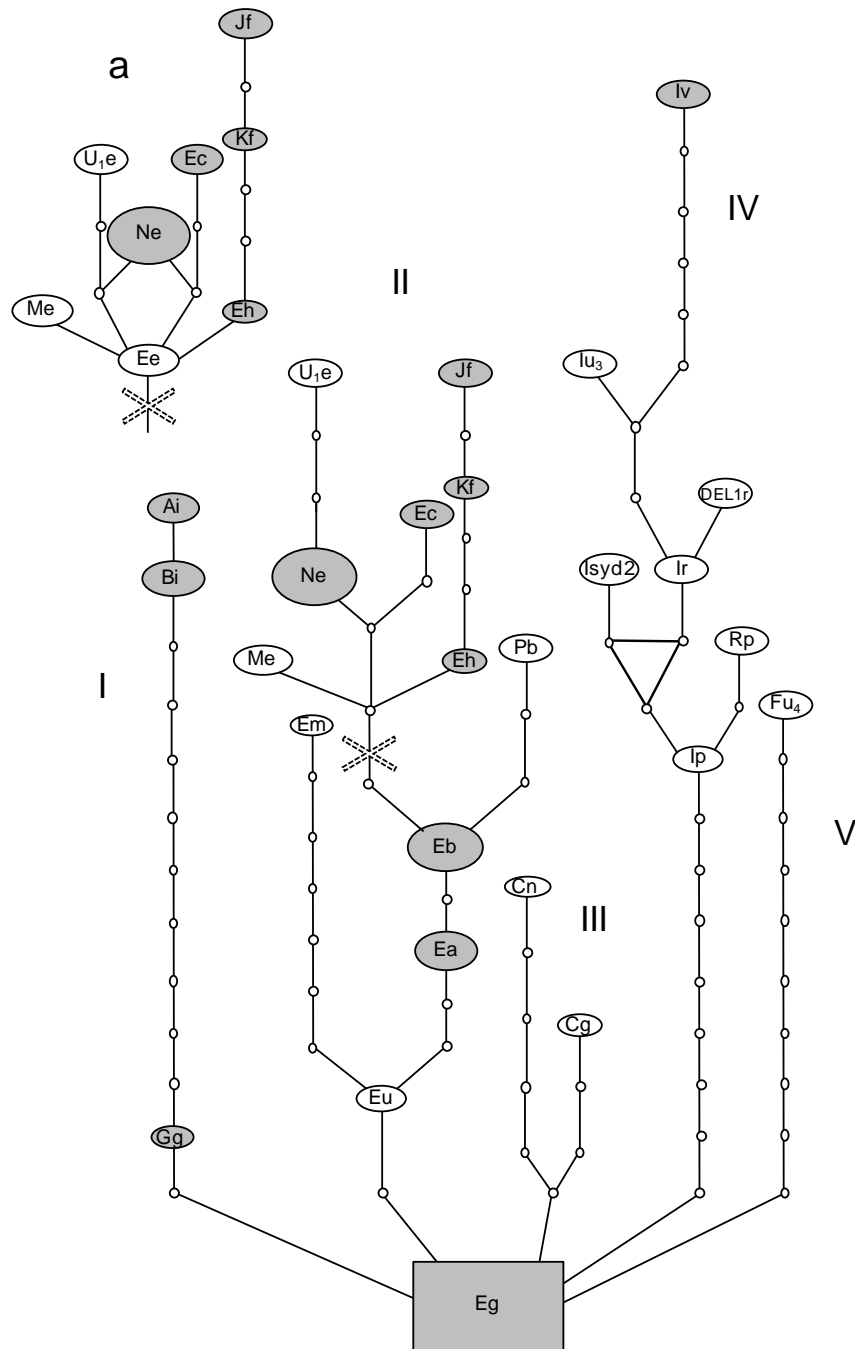 Jf
a
Iv
Kf
U₁e
Ec
IV
Ne
II
Me
Eh
Ee
Iu₃
U₁e
Jf
Kf
DEL1r
Ai
Ec
Isyd2
Ir
Bi
Ne
Rp
Pb
Me
Eh
I
Fu₄
Em
Ip
V
Eb
Cn
III
Ea
Cg
Eu
Gg
Eg